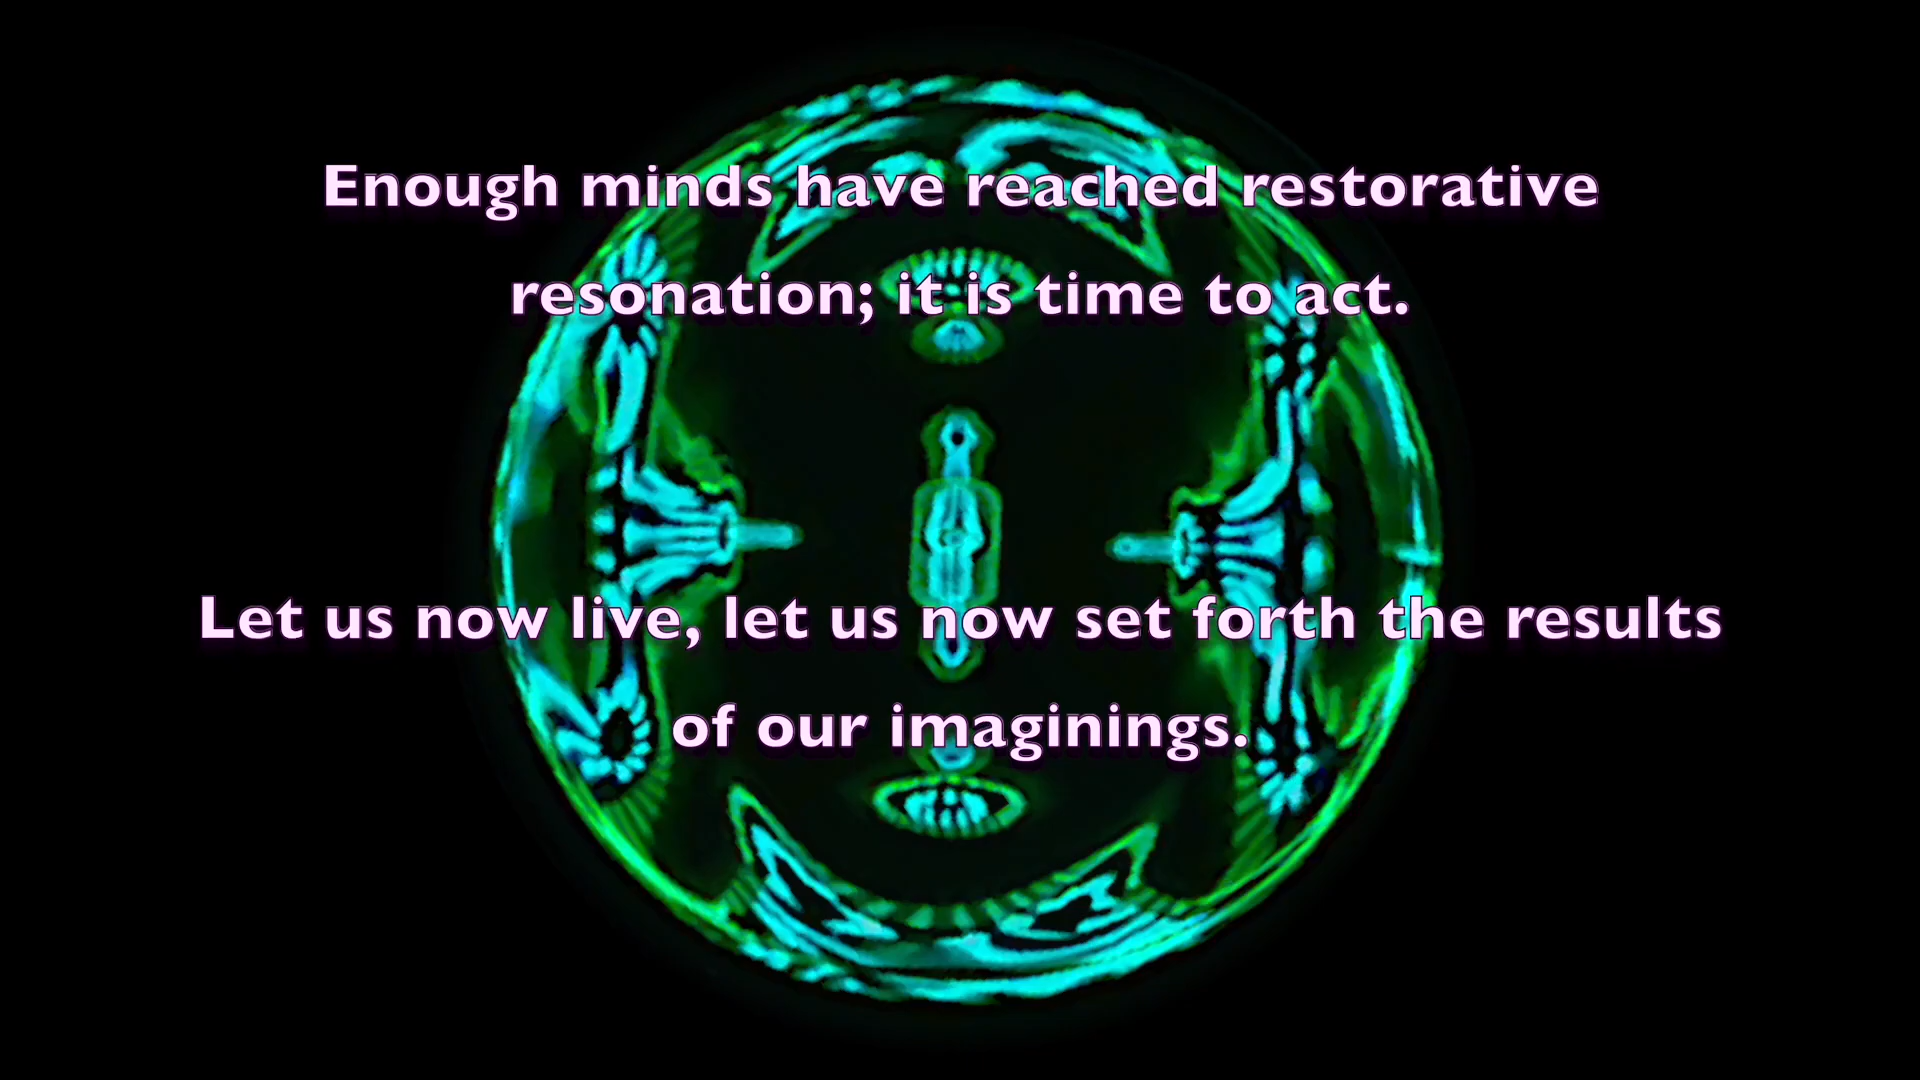 Enough minds have reached restorative
resonation; it is time to act.
Let us now live, let us now set forth the results
of our imaginings.